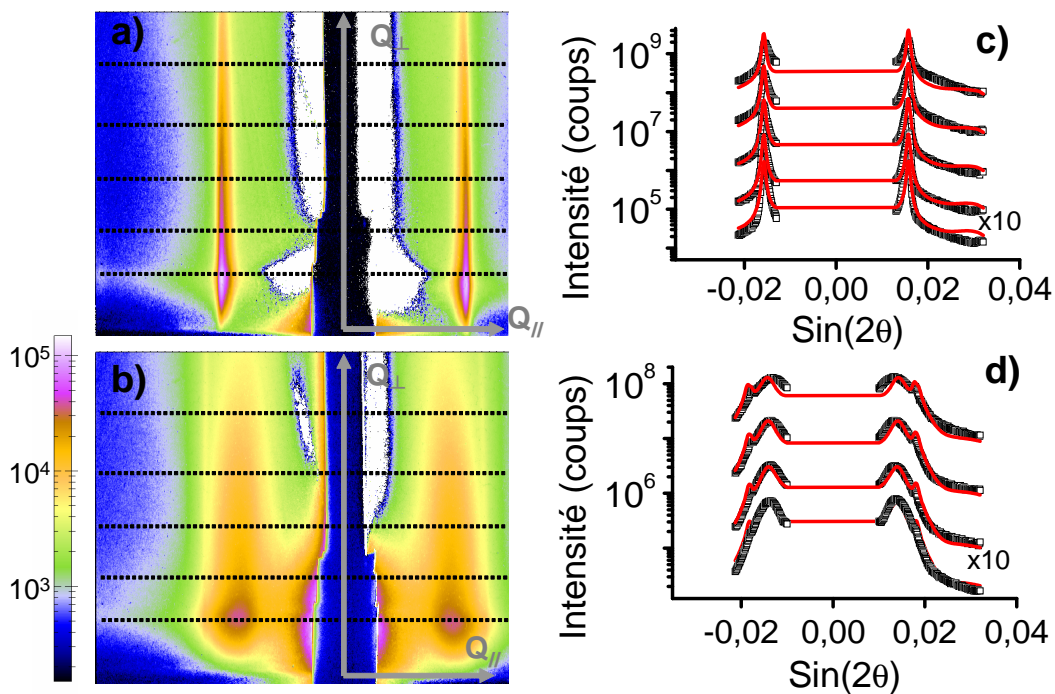 a)
Q⊥
Q//
b)
Q⊥
Q//
10⁵
10⁴
10³
c)
Intensité (coups)
10⁹
10⁷
10⁵
x10
-0,02 0,00 0,02 0,04
Sin(2θ)
d)
Intensité (coups)
10⁸
10⁶
x10
-0,02 0,00 0,02 0,04
Sin(2θ)